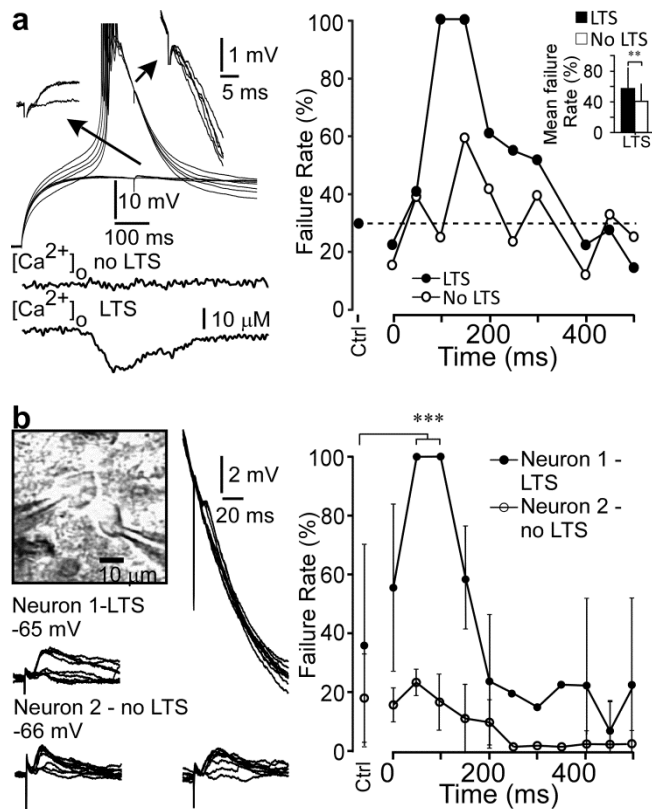 a
1 mV
5 ms
10 mV
100 ms
[Ca2+]o no LTS
[Ca2+]o LTS
10 µM
Failure Rate (%)
100
80
60
40
20
0
LTS
No LTS
Ctrl
0
200
400
Time (ms)
LTS
No LTS
Mean failure
Rate (%)
80
40
0
**
LTS
b
10 µm
2 mV
20 ms
Neuron 1-LTS
-65 mV
Neuron 2 - no LTS
-66 mV
***
Failure Rate (%)
100
80
60
40
20
0
Neuron 1 -
LTS
Neuron 2 -
no LTS
Ctrl
0
200
400
Time (ms)